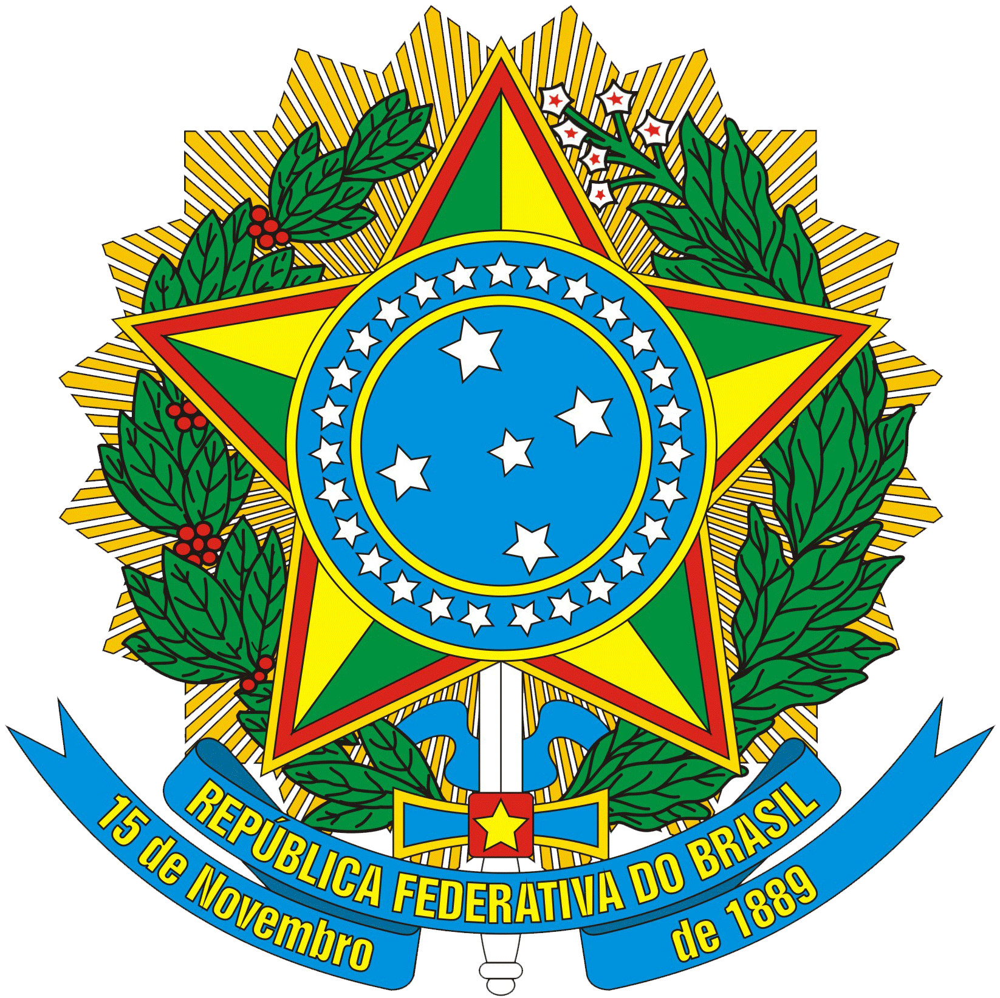 REPÚBLICA FEDERATIVA DO BRASIL
15 de Novembro
de 1889